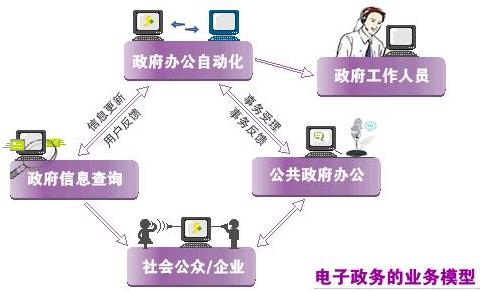 政府办公自动化
政府工作人员
信息更新
用户反馈
事务受理
事务反馈
政府信息查询
公共政府办公
社会公众/企业
电子政务的业务模型